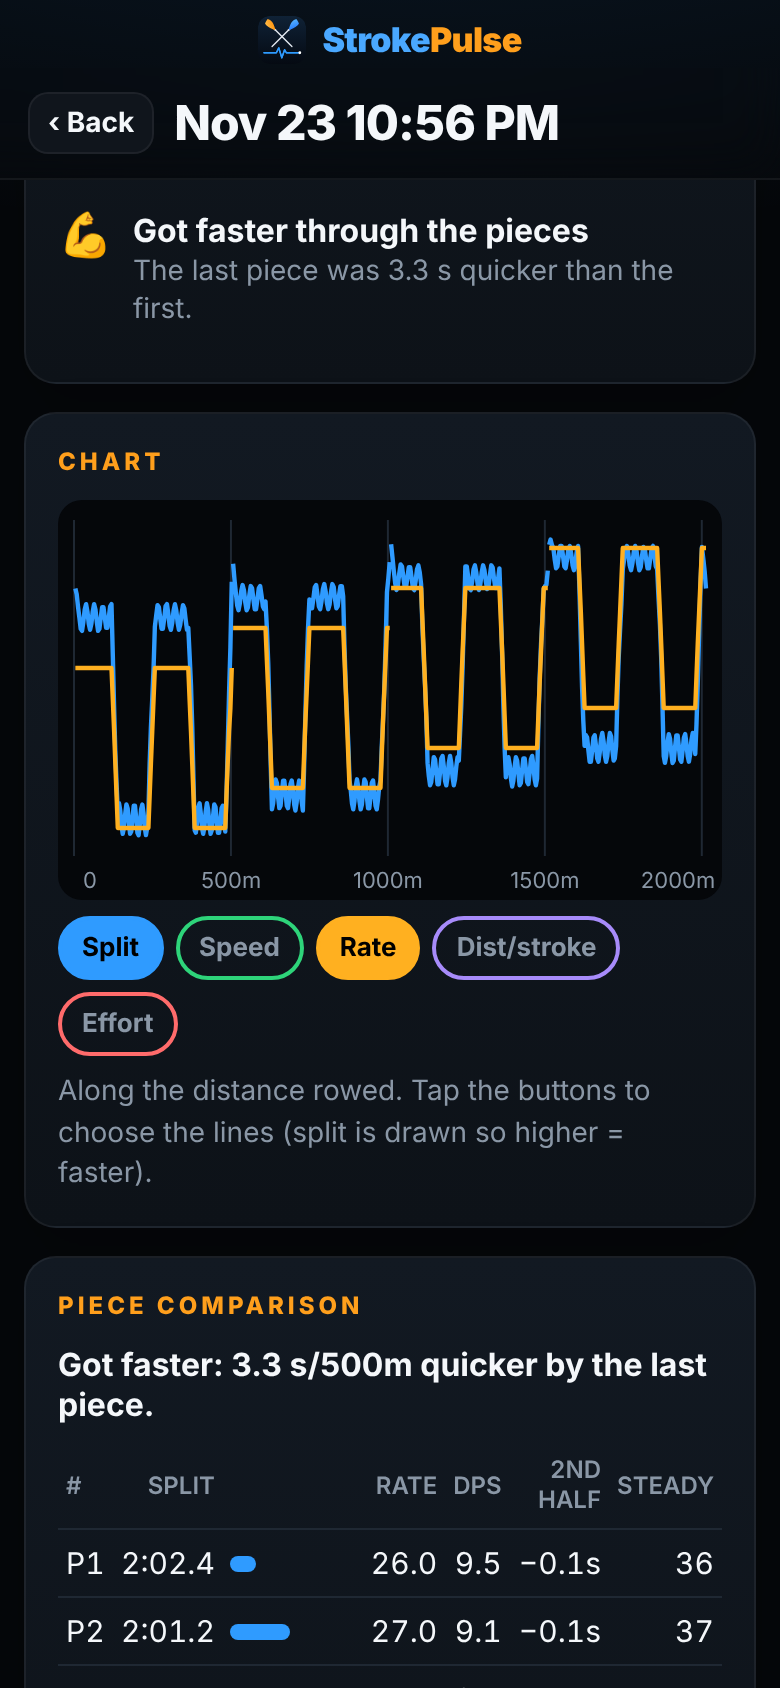 StrokePulse
‹ Back
Nov 23 10:56 PM
Got faster through the pieces
The last piece was 3.3 s quicker than the
first.
CHART
0 500m 1000m 1500m 2000m
Split Speed Rate Dist/stroke
Effort
Along the distance rowed. Tap the buttons to
choose the lines (split is drawn so higher =
faster).
PIECE COMPARISON
Got faster: 3.3 s/500m quicker by the last
piece.
# SPLIT RATE DPS 2ND HALF STEADY
P1 2:02.4 26.0 9.5 −0.1s 36
P2 2:01.2 27.0 9.1 −0.1s 37